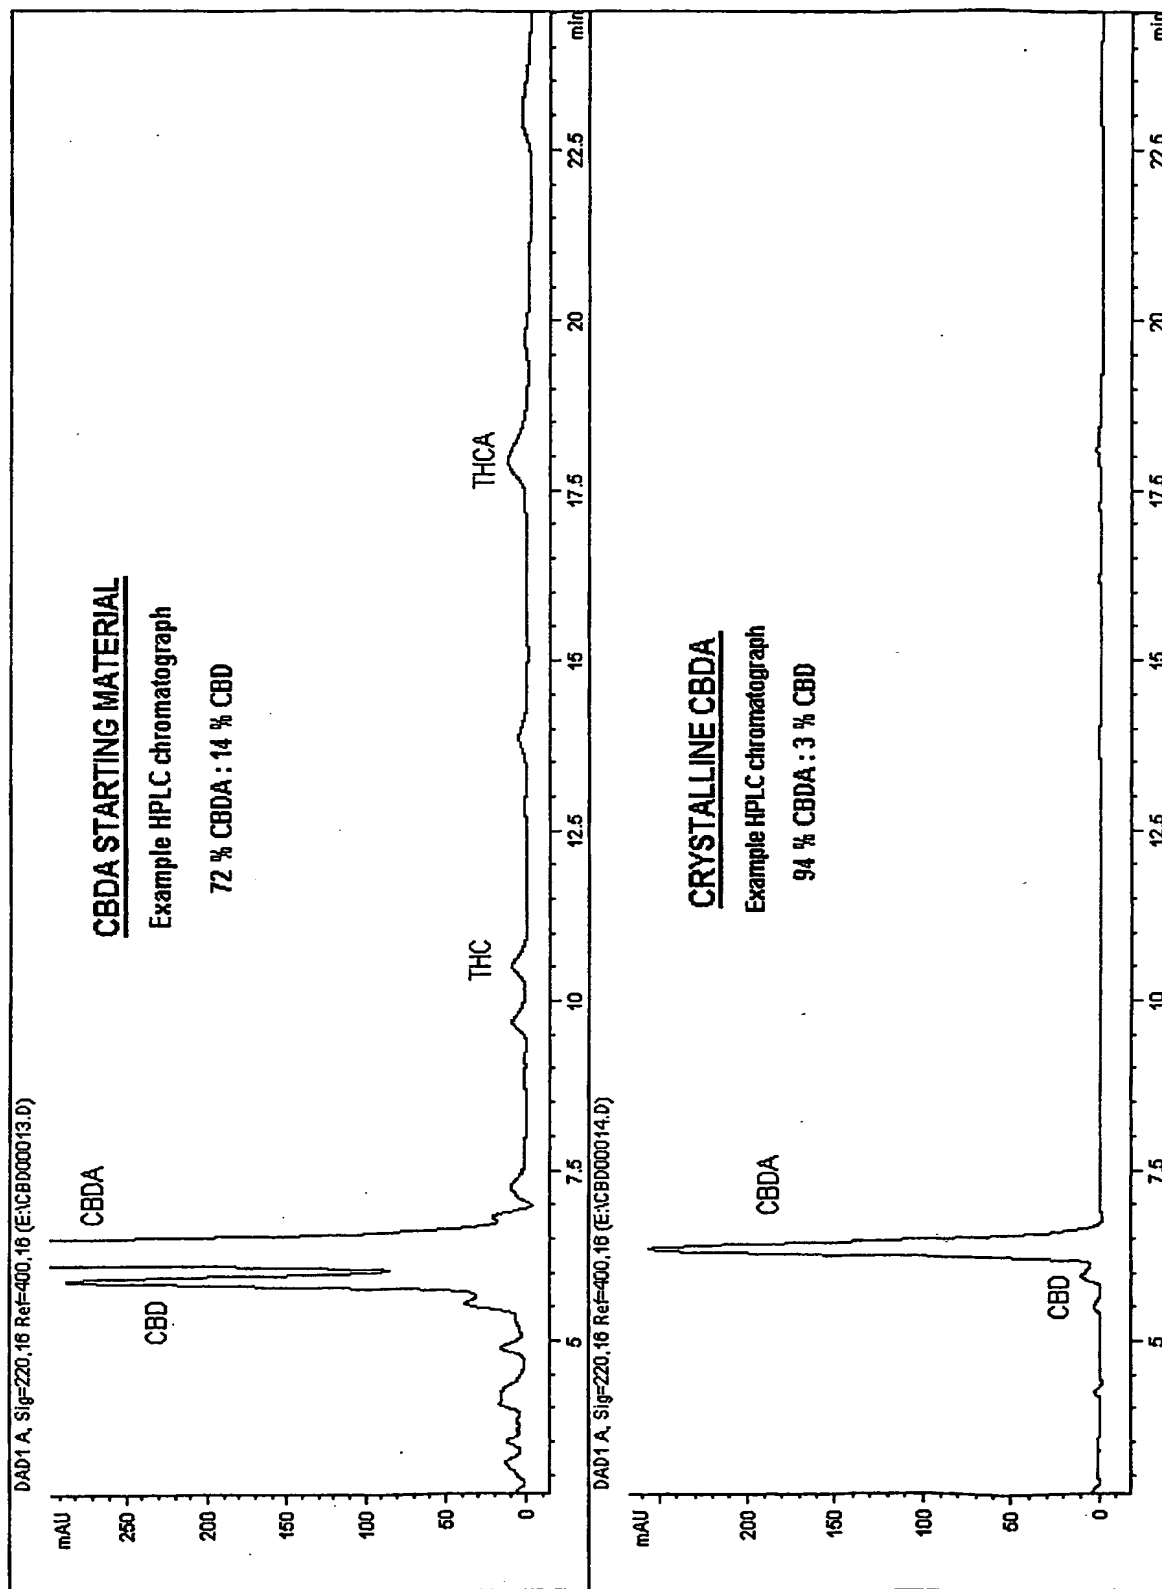 DAD1 A, Sig=220,16 Ref=400,16 (E:\CBD00013.D)
mAU
250
200
150
100
50
0
CBD
CBDA
THC
THCA
CBDA STARTING MATERIAL
Example HPLC chromatograph
72 % CBDA : 14 % CBD
5
7.5
10
12.5
15
17.5
20
22.5
min
DAD1 A, Sig=220,16 Ref=400,16 (E:\CBD00014.D)
mAU
200
150
100
50
0
CBD
CBDA
CRYSTALLINE CBDA
Example HPLC chromatograph
94 % CBDA : 3 % CBD
5
7.5
10
12.5
15
17.5
20
22.5
min